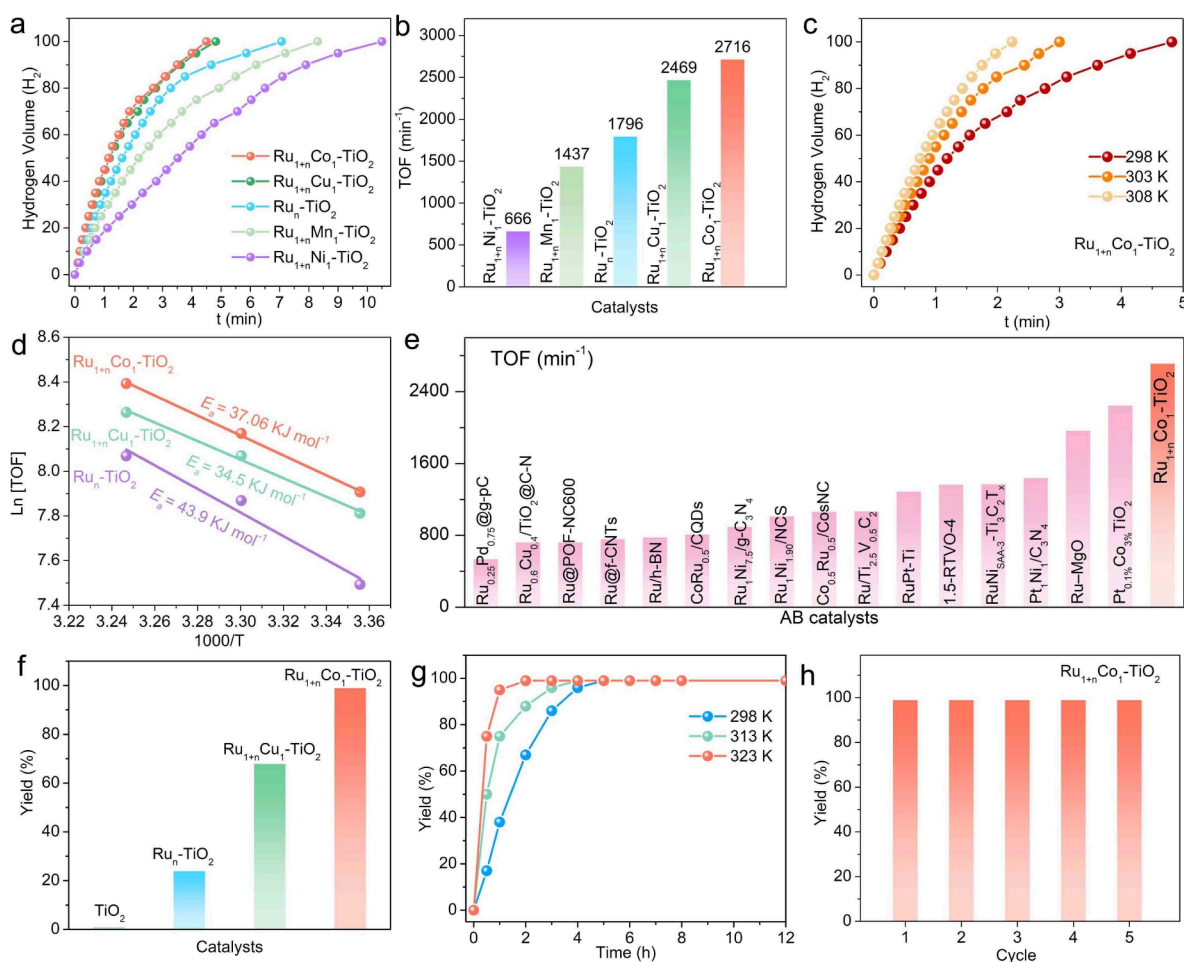 a
Hydrogen Volume (H₂)
100
80
60
40
20
0
0 1 2 3 4 5 6 7 8 9 10
t (min)
Ru₁₊ₙCo₁-TiO₂
Ru₁₊ₙCu₁-TiO₂
Ruₙ-TiO₂
Ru₁₊ₙMn₁-TiO₂
Ru₁₊ₙNi₁-TiO₂
b
TOF (min⁻¹)
3000
2500
2000
1500
1000
500
0
666
1437
1796
2469
2716
Ru₁₊ₙNi₁-TiO₂
Ru₁₊ₙMn₁-TiO₂
Ruₙ-TiO₂
Ru₁₊ₙCu₁-TiO₂
Ru₁₊ₙCo₁-TiO₂
Catalysts
c
Hydrogen Volume (H₂)
100
80
60
40
20
0
0 1 2 3 4 5
t (min)
298 K
303 K
308 K
Ru₁₊ₙCo₁-TiO₂
d
Ln [TOF]
8.6
8.4
8.2
8.0
7.8
7.6
7.4
Ru₁₊ₙCo₁-TiO₂
Eₐ = 37.06 KJ mol⁻¹
Ru₁₊ₙCu₁-TiO₂
Eₐ = 34.5 KJ mol⁻¹
Ruₙ-TiO₂
Eₐ = 43.9 KJ mol⁻¹
3.22 3.24 3.26 3.28 3.30 3.32 3.34 3.36
1000/T
e
TOF (min⁻¹)
2400
1600
800
0
Ru₀.₂₅Pd₀.₇₅@g-pC
Ru₀.₆Cu₀.₄/TiO₂@C-N
Ru@POF-NC600
Ru@f-CNTs
Ru/h-BN
CoRu₀.₅/CQDs
Ru₁Ni₇.₅/g-C₃N₄
Ru₁Ni₁.₉₀/NCS
Co₀.₅Ru₀.₅/CosNC
Ru/Ti₂.₅V₀.₅C₂
RuPt-Ti
1.5-RTVO-4
RuNi_SAA-3-Ti₃C₂Tₓ
Pt₁Ni₁/C₃N₄
Ru–MgO
Pt₀.₁%Co₃%TiO₂
Ru₁₊ₙCo₁-TiO₂
AB catalysts
f
Yield (%)
100
80
60
40
20
0
TiO₂
Ruₙ-TiO₂
Ru₁₊ₙCu₁-TiO₂
Ru₁₊ₙCo₁-TiO₂
Catalysts
g
Yield (%)
100
80
60
40
20
0
0 2 4 6 8 10 12
Time (h)
298 K
313 K
323 K
h
Yield (%)
100
80
60
40
20
0
Ru₁₊ₙCo₁-TiO₂
1 2 3 4 5
Cycle